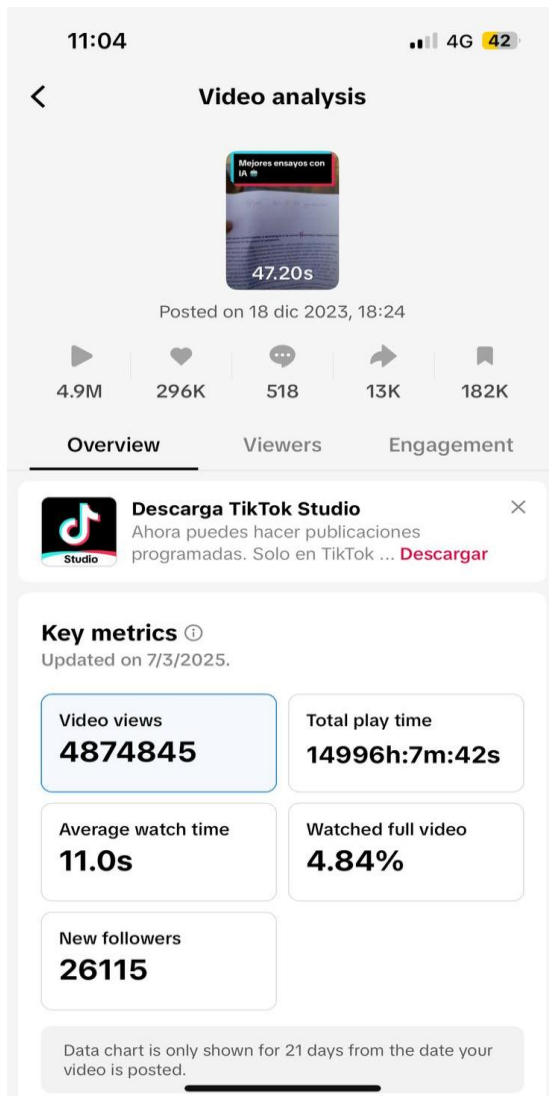 11:04
4G 42
Video analysis
Mejores ensayos con
IA 🤖
47.20s
Posted on 18 dic 2023, 18:24
4.9M 296K 518 13K 182K
Overview Viewers Engagement
Descarga TikTok Studio
Ahora puedes hacer publicaciones
programadas. Solo en TikTok ... Descargar
Studio
Key metrics
Updated on 7/3/2025.
Video views
4874845
Total play time
14996h:7m:42s
Average watch time
11.0s
Watched full video
4.84%
New followers
26115
Data chart is only shown for 21 days from the date your
video is posted.